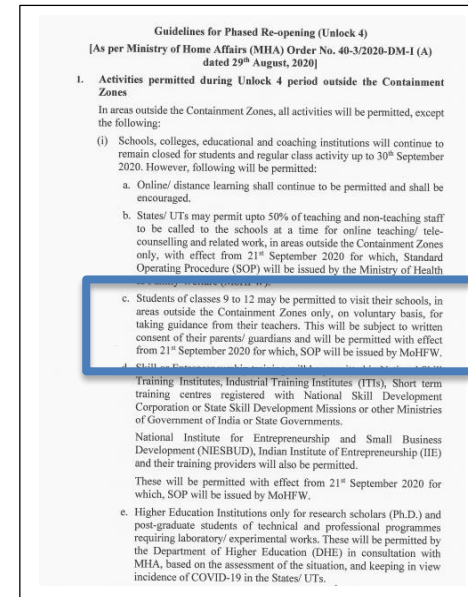 Guidelines for Phased Re-opening (Unlock 4)
[As per Ministry of Home Affairs (MHA) Order No. 40-3/2020-DM-I (A)
dated 29th August, 2020]
1. Activities permitted during Unlock 4 period outside the Containment
Zones
In areas outside the Containment Zones, all activities will be permitted, except
the following:
(i) Schools, colleges, educational and coaching institutions will continue to
remain closed for students and regular class activity up to 30th September
2020. However, following will be permitted:
a. Online/ distance learning shall continue to be permitted and shall be
encouraged.
b. States/ UTs may permit upto 50% of teaching and non-teaching staff
to be called to the schools at a time for online teaching/ tele-
counselling and related work, in areas outside the Containment Zones
only, with effect from 21st September 2020 for which, Standard
Operating Procedure (SOP) will be issued by the Ministry of Health
c. Students of classes 9 to 12 may be permitted to visit their schools, in
areas outside the Containment Zones only, on voluntary basis, for
taking guidance from their teachers. This will be subject to written
consent of their parents/ guardians and will be permitted with effect
from 21st September 2020 for which, SOP will be issued by MoHFW.
Training Institutes, Industrial Training Institutes (ITIs), Short term
training centres registered with National Skill Development
Corporation or State Skill Development Missions or other Ministries
of Government of India or State Governments.
National Institute for Entrepreneurship and Small Business
Development (NIESBUD), Indian Institute of Entrepreneurship (IIE)
and their training providers will also be permitted.
These will be permitted with effect from 21st September 2020 for
which, SOP will be issued by MoHFW.
e. Higher Education Institutions only for research scholars (Ph.D.) and
post-graduate students of technical and professional programmes
requiring laboratory/ experimental works. These will be permitted by
the Department of Higher Education (DHE) in consultation with
MHA, based on the assessment of the situation, and keeping in view
incidence of COVID-19 in the States/ UTs.